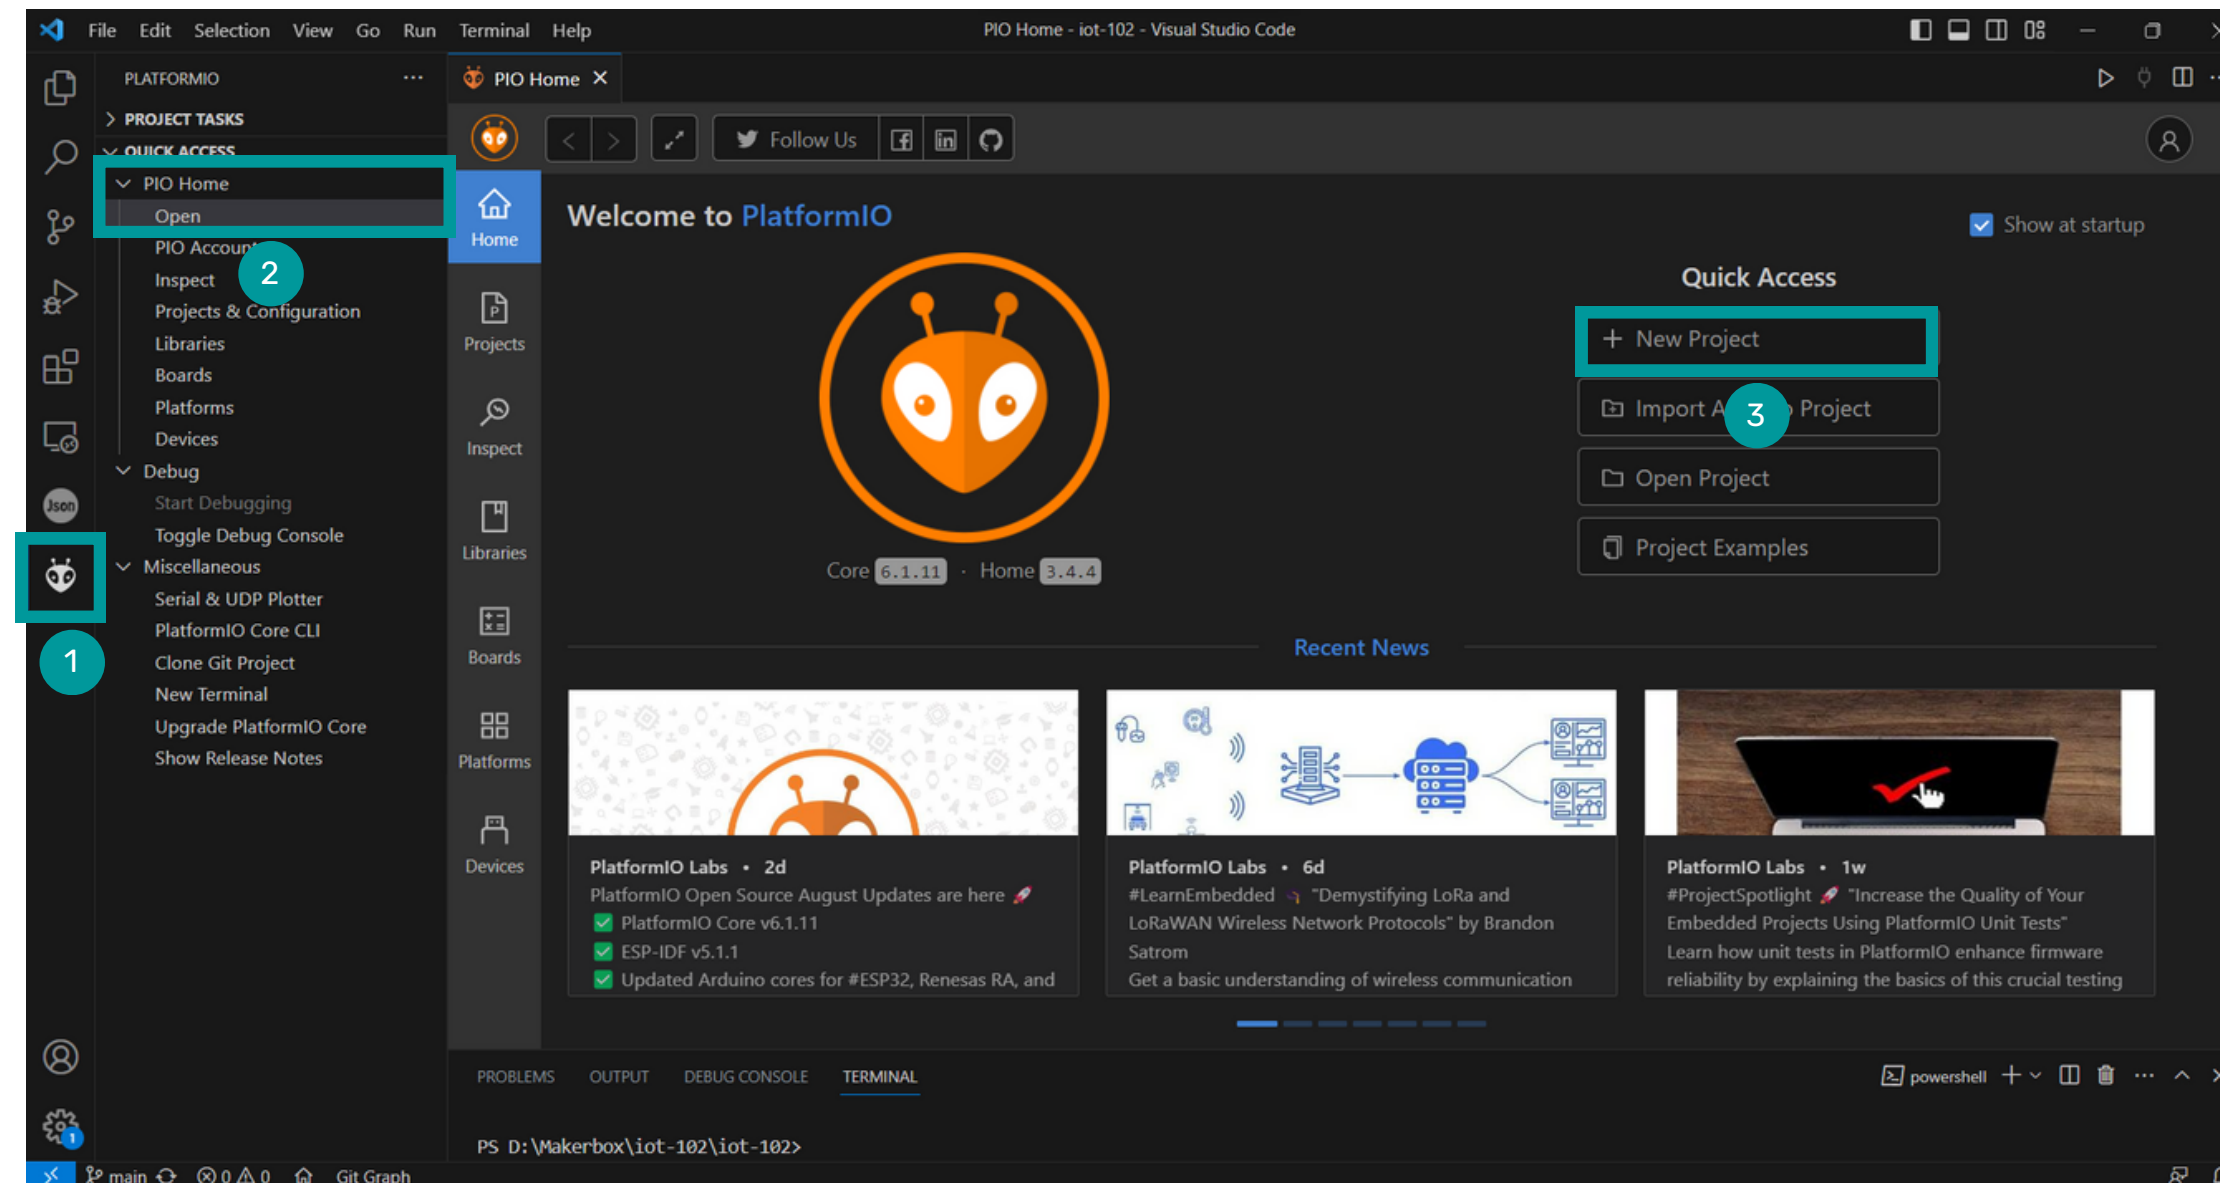 File Edit Selection View Go Run Terminal Help
PIO Home - iot-102 - Visual Studio Code
PLATFORMIO
PROJECT TASKS
QUICK ACCESS
PIO Home
Open
PIO Account
Inspect
Projects & Configuration
Libraries
Boards
Platforms
Devices
Debug
Start Debugging
Toggle Debug Console
Miscellaneous
Serial & UDP Plotter
PlatformIO Core CLI
Clone Git Project
New Terminal
Upgrade PlatformIO Core
Show Release Notes
Json
1
2
PIO Home
Follow Us
in
Home
Projects
Inspect
Libraries
Boards
Platforms
Devices
Welcome to PlatformIO
Show at startup
Core 6.1.11 · Home 3.4.4
Quick Access
New Project
3
Import Project
Open Project
Project Examples
Recent News
PlatformIO Labs • 2d
PlatformIO Open Source August Updates are here 🚀
✅ PlatformIO Core v6.1.11
✅ ESP-IDF v5.1.1
✅ Updated Arduino cores for #ESP32, Renesas RA, and
PlatformIO Labs • 6d
#LearnEmbedded "Demystifying LoRa and
LoRaWAN Wireless Network Protocols" by Brandon
Satrom
Get a basic understanding of wireless communication
PlatformIO Labs • 1w
#ProjectSpotlight 🚀 "Increase the Quality of Your
Embedded Projects Using PlatformIO Unit Tests"
Learn how unit tests in PlatformIO enhance firmware
reliability by explaining the basics of this crucial testing
PROBLEMS OUTPUT DEBUG CONSOLE TERMINAL
powershell
PS D:\Makerbox\iot-102\iot-102>
1
main 0 0 Git Graph